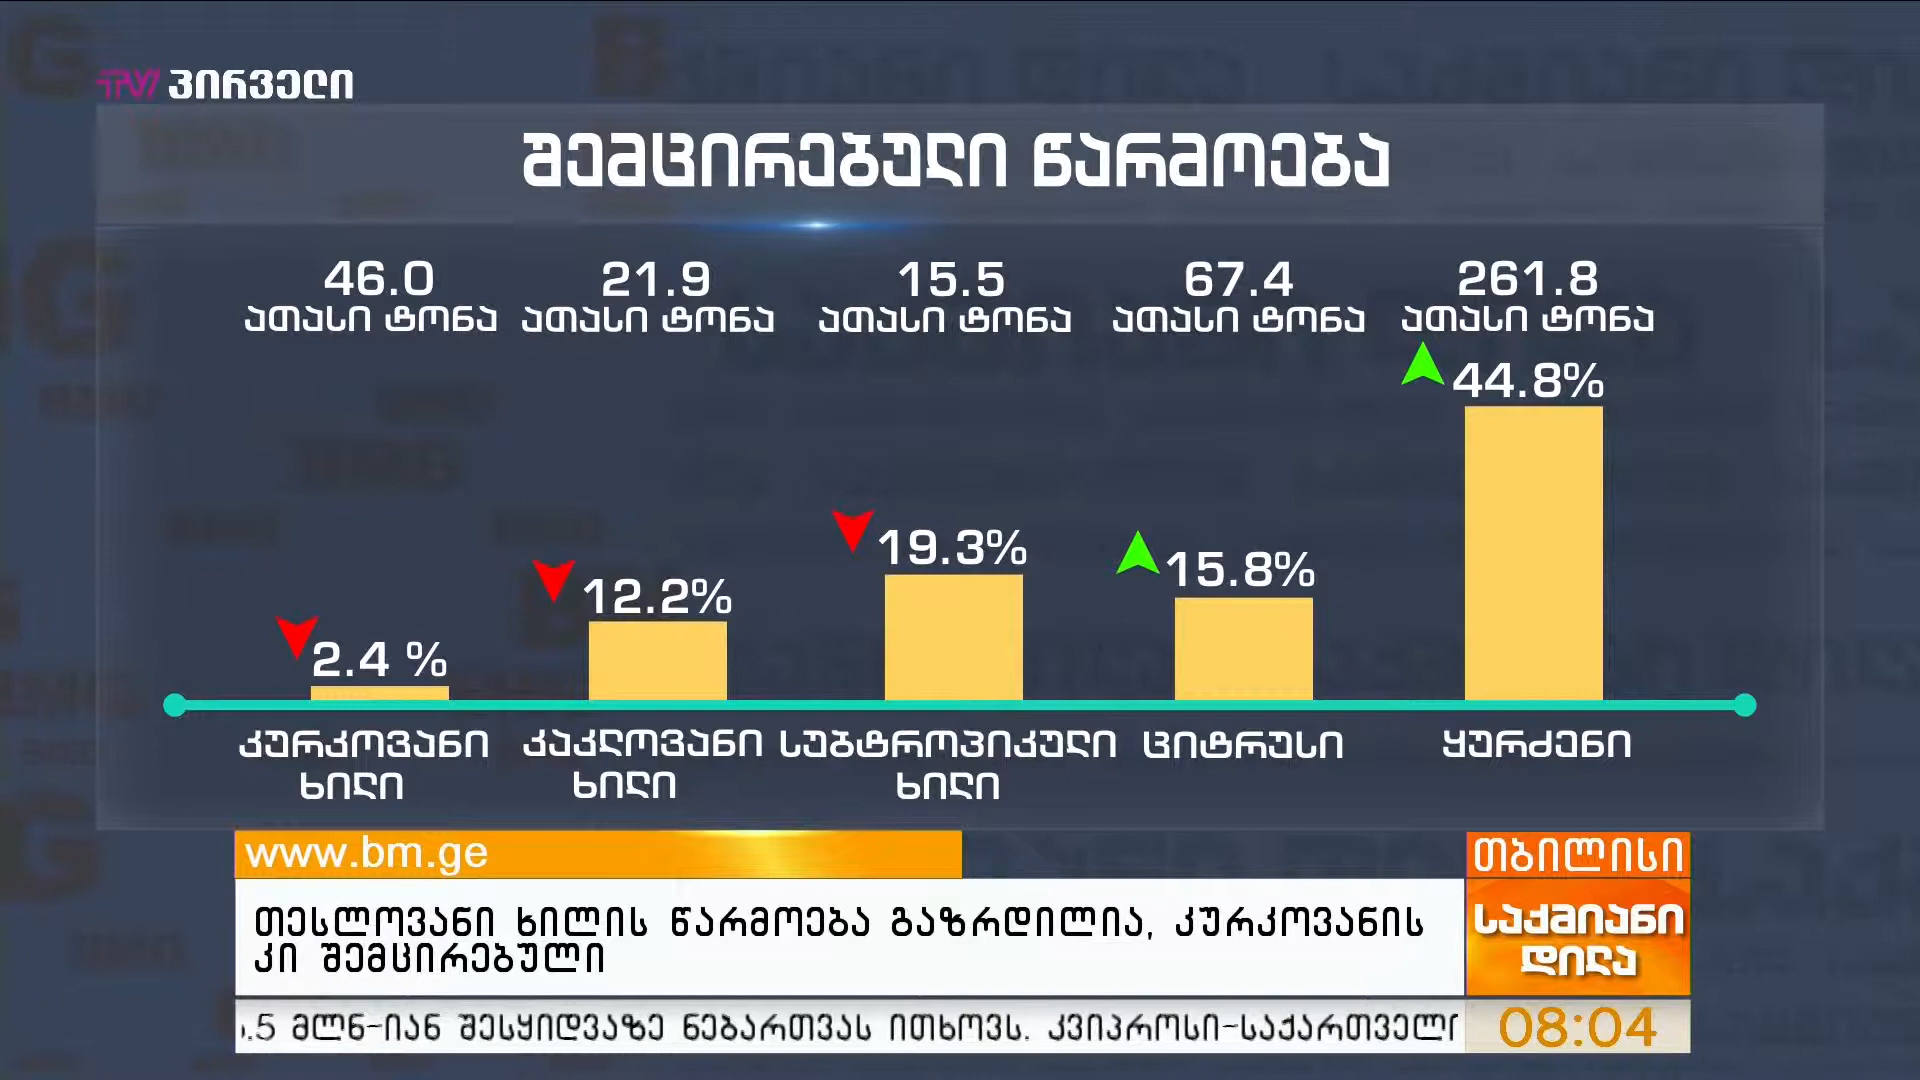 TV პირველი
შემცირებული წარმოება
46.0 21.9 15.5 67.4 261.8
ათასი ტონა ათასი ტონა ათასი ტონა ათასი ტონა ათასი ტონა
44.8%
19.3%
15.8%
12.2%
2.4 %
კურკოვანი ხილი
კაკლოვანი ხილი
სუბტროპიკული ხილი
ციტრუსი
ყურძენი
www.bm.ge
თბილისი
თესლოვანი ხილის წარმოება გაზრდილია, კურკოვანის
კი შემცირებული
საქმიანი
დილა
.5 მლნ-იან შესყიდვაზე ნებართვას ითხოვს. კვიპროსი-საქართველო
08:04